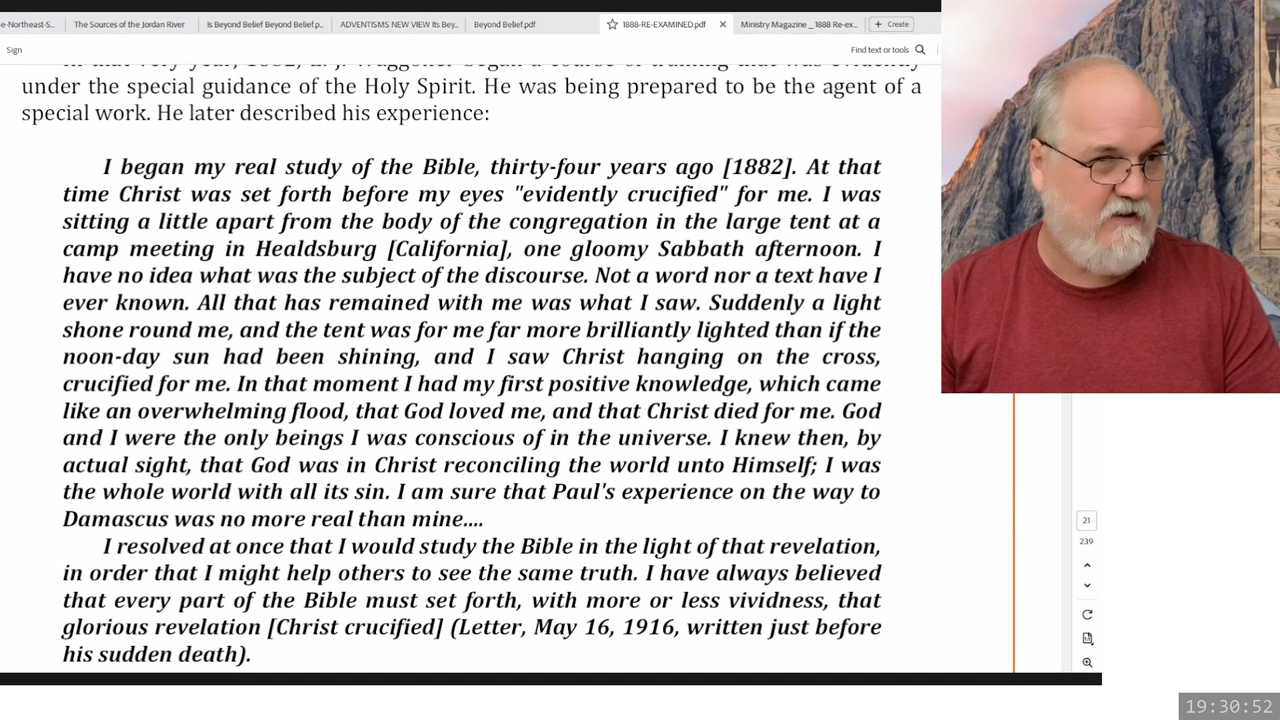 e-Northeast-S.. The Sources of the Jordan River Is Beyond Belief Beyond Belief.p.. ADVENTISMS NEW VIEW Its Bey.. Beyond Belief.pdf 1888-RE-EXAMINED.pdf Ministry Magazine _ 1888 Re-ex.. + Create
Sign Find text or tools
under the special guidance of the Holy Spirit. He was being prepared to be the agent of a
special work. He later described his experience:
I began my real study of the Bible, thirty-four years ago [1882]. At that
time Christ was set forth before my eyes "evidently crucified" for me. I was
sitting a little apart from the body of the congregation in the large tent at a
camp meeting in Healdsburg [California], one gloomy Sabbath afternoon. I
have no idea what was the subject of the discourse. Not a word nor a text have I
ever known. All that has remained with me was what I saw. Suddenly a light
shone round me, and the tent was for me far more brilliantly lighted than if the
noon-day sun had been shining, and I saw Christ hanging on the cross,
crucified for me. In that moment I had my first positive knowledge, which came
like an overwhelming flood, that God loved me, and that Christ died for me. God
and I were the only beings I was conscious of in the universe. I knew then, by
actual sight, that God was in Christ reconciling the world unto Himself; I was
the whole world with all its sin. I am sure that Paul's experience on the way to
Damascus was no more real than mine....
I resolved at once that I would study the Bible in the light of that revelation,
in order that I might help others to see the same truth. I have always believed
that every part of the Bible must set forth, with more or less vividness, that
glorious revelation [Christ crucified] (Letter, May 16, 1916, written just before
his sudden death).
21
239
19:30:52